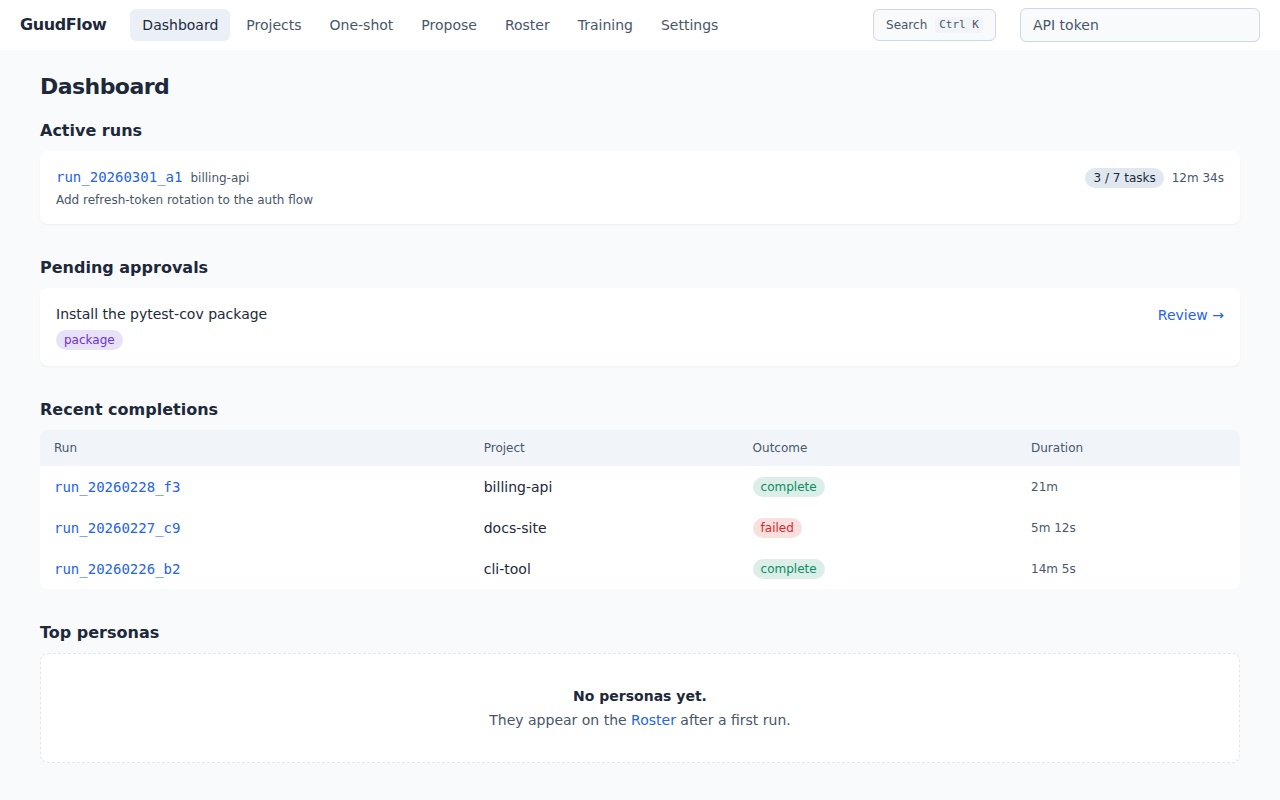 GuudFlow Dashboard Projects One-shot Propose Roster Training Settings Search Ctrl K API token
Dashboard
Active runs
run_20260301_a1 billing-api 3 / 7 tasks 12m 34s
Add refresh-token rotation to the auth flow
Pending approvals
Install the pytest-cov package Review →
package
Recent completions
Run Project Outcome Duration
run_20260228_f3 billing-api complete 21m
run_20260227_c9 docs-site failed 5m 12s
run_20260226_b2 cli-tool complete 14m 5s
Top personas
No personas yet.
They appear on the Roster after a first run.